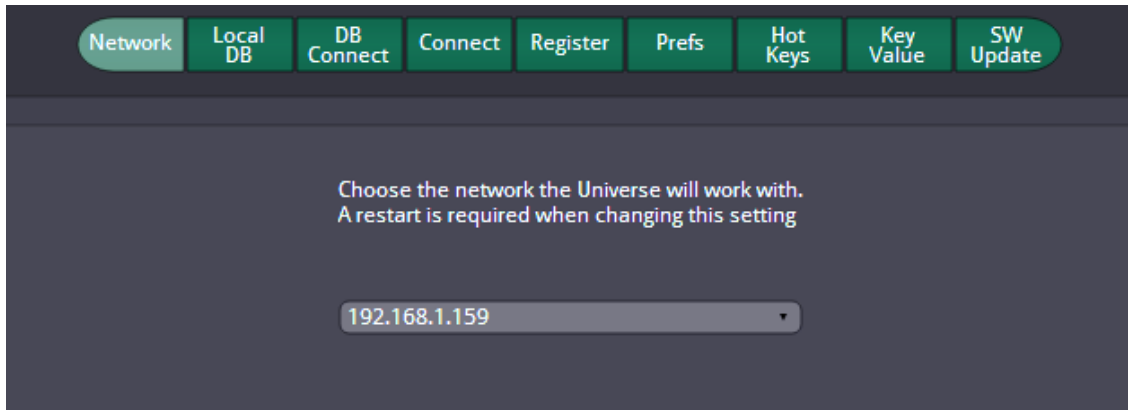 Network
Local
DB
DB
Connect
Connect
Register
Prefs
Hot
Keys
Key
Value
SW
Update
Choose the network the Universe will work with.
A restart is required when changing this setting
192.168.1.159